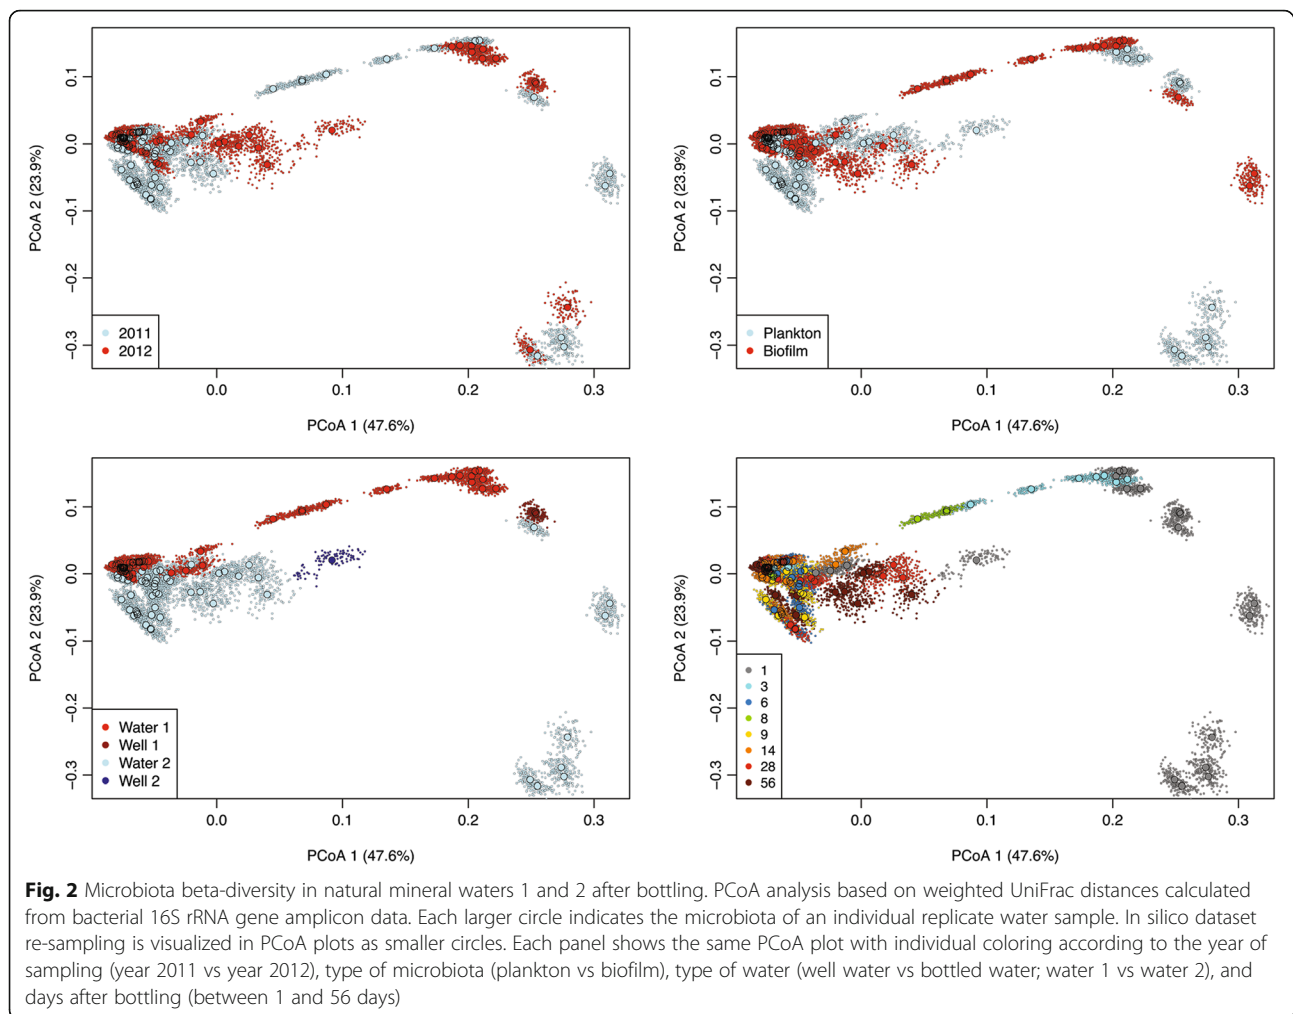 PCoA 2 (23.9%)
0.1
0.0
−0.1
−0.2
−0.3
2011
2012
0.0 0.1 0.2 0.3
PCoA 1 (47.6%)
PCoA 2 (23.9%)
0.1
0.0
−0.1
−0.2
−0.3
Plankton
Biofilm
0.0 0.1 0.2 0.3
PCoA 1 (47.6%)
PCoA 2 (23.9%)
0.1
0.0
−0.1
−0.2
−0.3
Water 1
Well 1
Water 2
Well 2
0.0 0.1 0.2 0.3
PCoA 1 (47.6%)
PCoA 2 (23.9%)
0.1
0.0
−0.1
−0.2
−0.3
1
3
6
8
9
14
28
56
0.0 0.1 0.2 0.3
PCoA 1 (47.6%)
Fig. 2 Microbiota beta-diversity in natural mineral waters 1 and 2 after bottling. PCoA analysis based on weighted UniFrac distances calculated
from bacterial 16S rRNA gene amplicon data. Each larger circle indicates the microbiota of an individual replicate water sample. In silico dataset
re-sampling is visualized in PCoA plots as smaller circles. Each panel shows the same PCoA plot with individual coloring according to the year of
sampling (year 2011 vs year 2012), type of microbiota (plankton vs biofilm), type of water (well water vs bottled water; water 1 vs water 2), and
days after bottling (between 1 and 56 days)